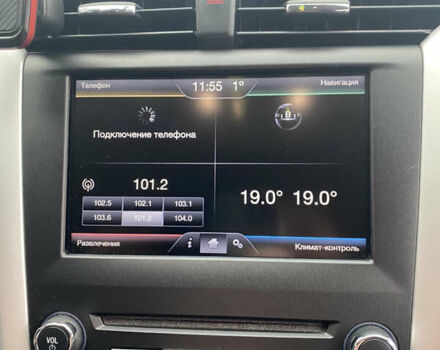 Телефон 11:55 1° Навигация
В
Подключение телефона
101.2
19.0° 19.0°
102.5 102.1 103.1
103.6 101.2 104.0
Развлечения i Климат-контроль
VOL